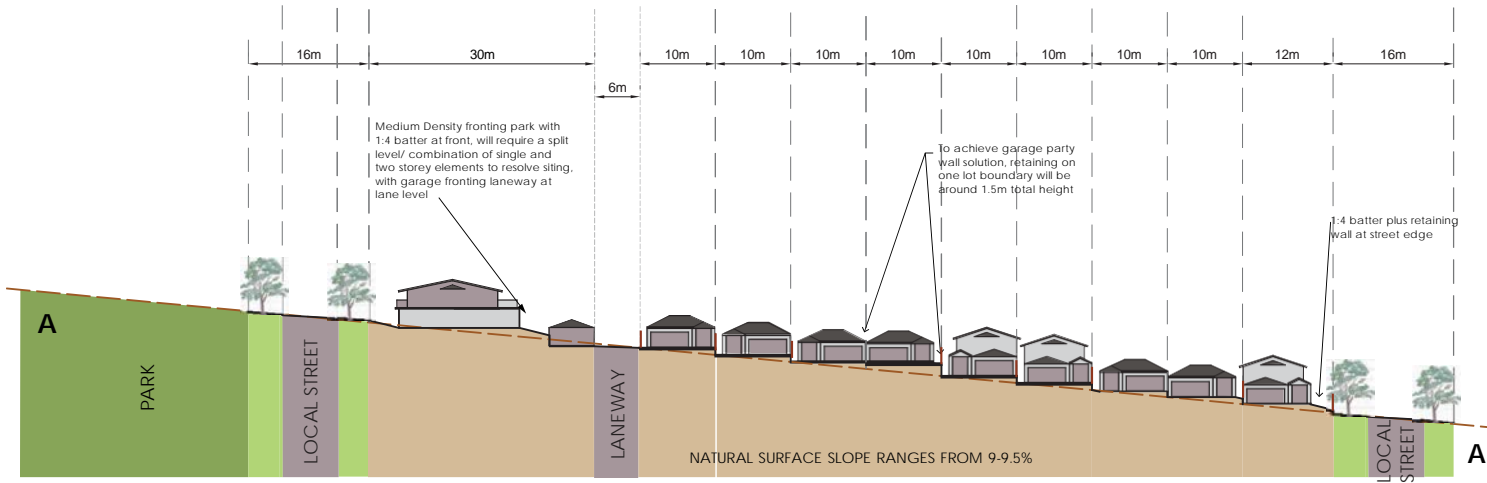 16m
30m
10m
10m
10m
10m
10m
10m
10m
10m
12m
16m
6m
Medium Density fronting park with
1:4 batter at front, will require a split
level/ combination of single and
two storey elements to resolve siting,
with garage fronting laneway at
lane level
To achieve garage party
wall solution, retaining on
one lot boundary will be
around 1.5m total height
1:4 batter plus retaining
wall at street edge
A
PARK
LOCAL STREET
LANEWAY
NATURAL SURFACE SLOPE RANGES FROM 9-9.5%
LOCAL
STREET
A